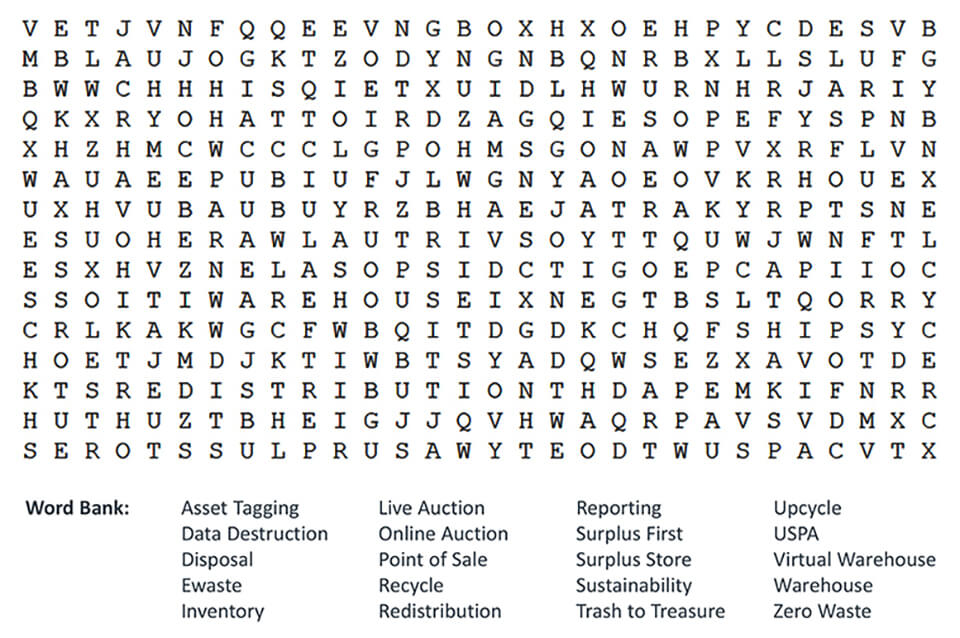 V E T J V N F Q Q E E V N G B O X H X O E H P Y C D E S V B
M B L A U J O G K T Z O D Y N G N B Q N R B X L L S L U F G
B W W C H H H I S Q I E T X U I D L H W U R N H R J A R I Y
Q K X R Y O H A T T O I R D Z A G Q I E S O P E F Y S P N B
X H Z H M C W C C C L G P O H M S G O N A W P V X R F L V N
W A U A E E P U B I U F J L W G N Y A O E O V K R H O U E X
U X H V U B A U B U Y R Z B H A E J A T R A K Y R P T S N E
E S U O H E R A W L A U T R I V S O Y T T Q U W J W N F T L
E S X H V Z N E L A S O P S I D C T I G O E P C A P I I O C
S S O I T I W A R E H O U S E I X N E G T B S L T Q O R R Y
C R L K A K W G C F W B Q I T D G D K C H Q F S H I P S Y C
H O E T J M D J K T I W B T S Y A D Q W S E Z X A V O T D E
K T S R E D I S T R I B U T I O N T H D A P E M K I F N R R
H U T H U Z T B H E I G J J Q V H W A Q R P A V S V D M X C
S E R O T S S U L P R U S A W Y T E O D T W U S P A C V T X
Word Bank: Asset Tagging Live Auction Reporting Upcycle
Data Destruction Online Auction Surplus First USPA
Disposal Point of Sale Surplus Store Virtual Warehouse
Ewaste Recycle Sustainability Warehouse
Inventory Redistribution Trash to Treasure Zero Waste